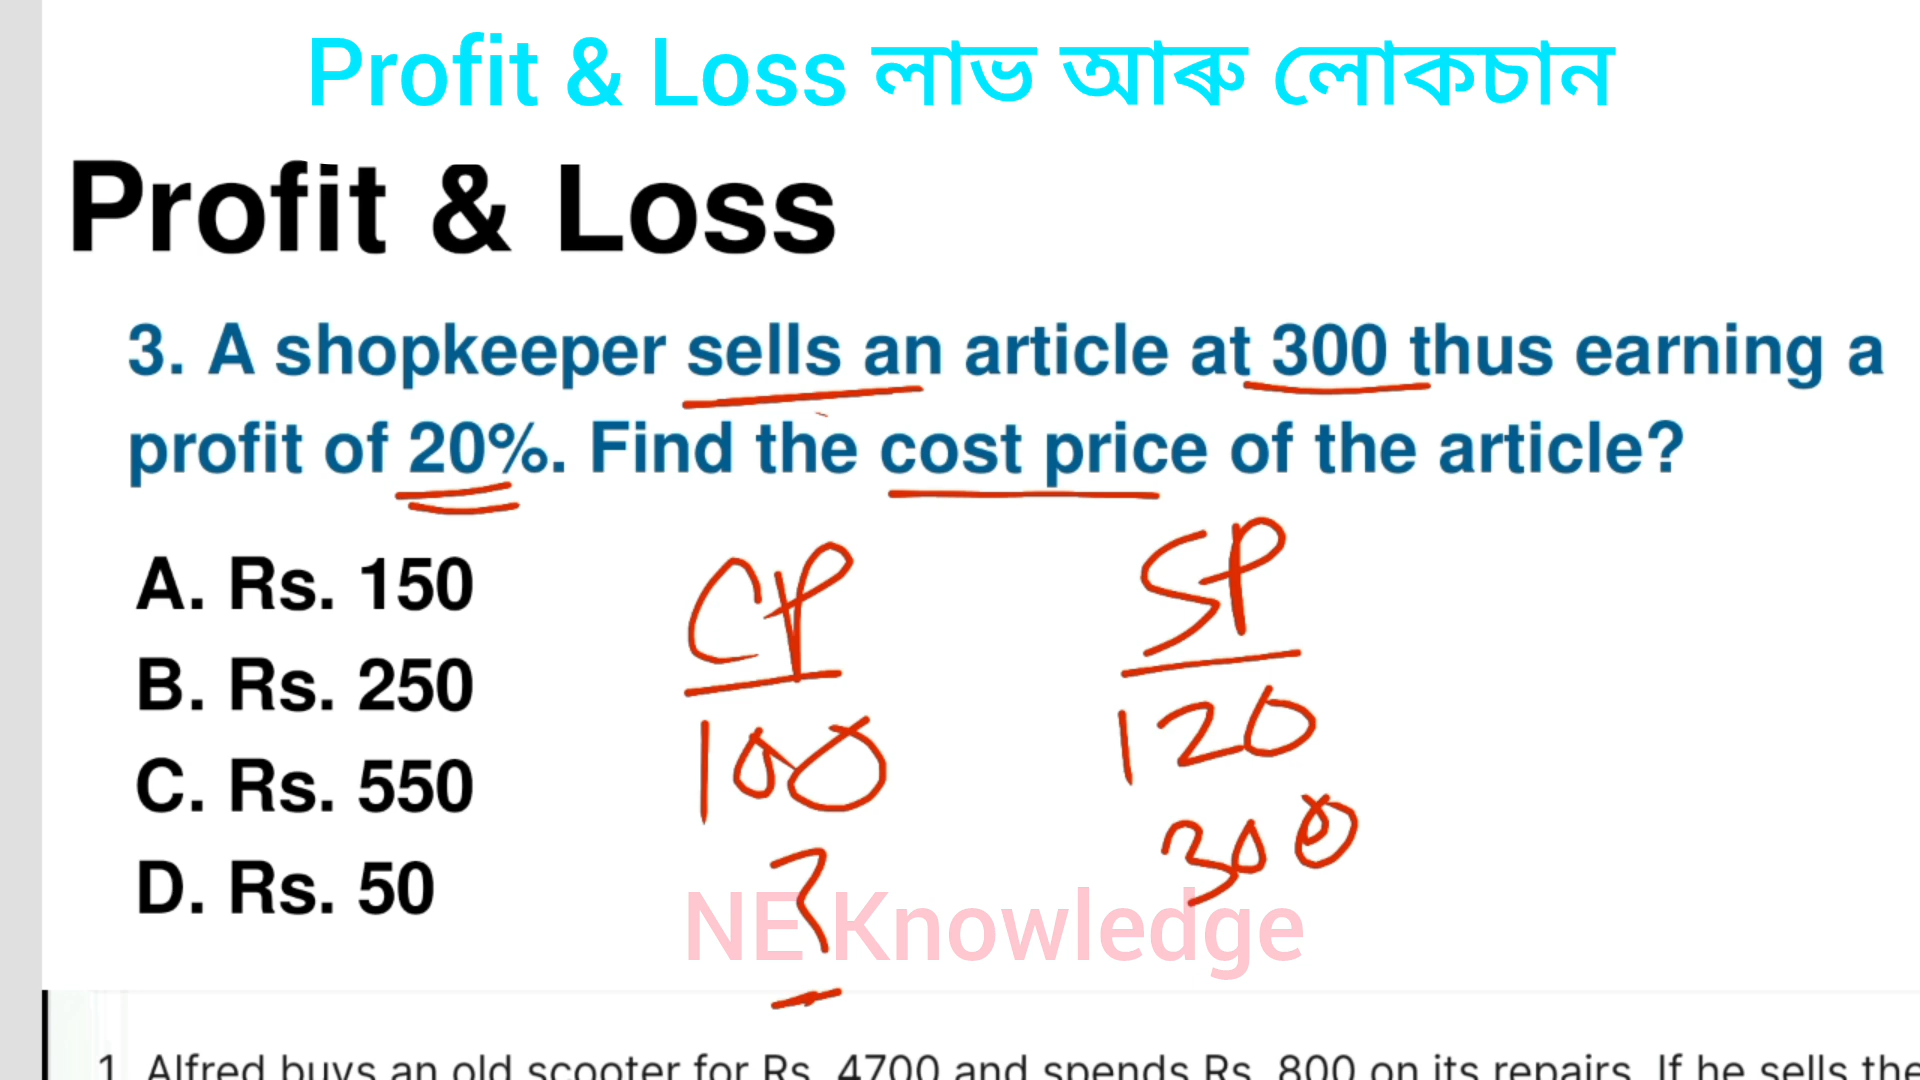 Profit & Loss লাভ আৰু লোকচান
Profit & Loss
3. A shopkeeper sells an article at 300 thus earning a
profit of 20%. Find the cost price of the article?
A. Rs. 150
B. Rs. 250
C. Rs. 550
D. Rs. 50
CP
SP
100
120
?
300
NE Knowledge
1 Alfred buys an old scooter for Rs. 4700 and spends Rs. 800 on its repairs. If he sells the